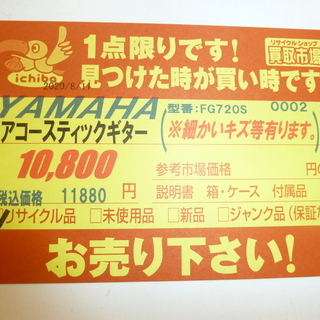 ichiba
2020/8/11
1点限りです!
見つけた時が買い時です
リサイクルショップ
買取市場
YAMAHA
型番:FG720S
0002
アコースティックギター
(※細かいキズ等有ります。)
10,800
参考市場価格 円の
税込価格 11880 円
説明書 箱・ケース 付属品
リサイクル品 □未使用品 □新品 □ジャンク品(保証
お売り下さい!